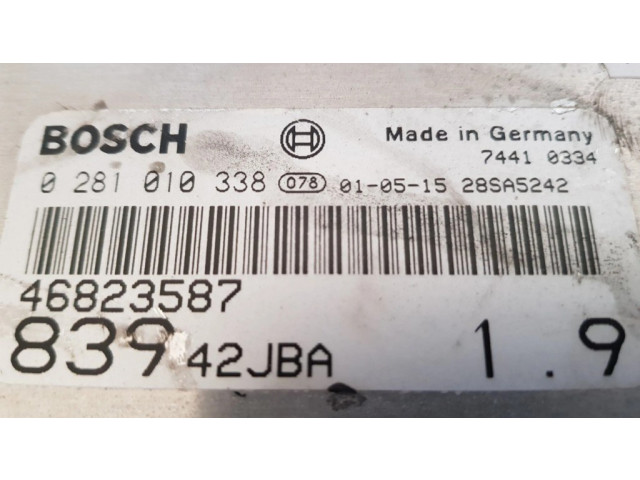 BOSCH Made in Germany
7441 0334
0 281 010 338 078 01-05-15 28SA5242
46823587
839 42JBA 1.9